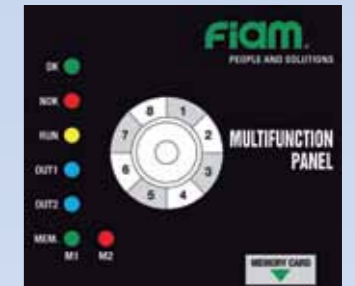 Fiam
PEOPLE AND SOLUTIONS
OK
NOK
RUN
OUT1
OUT2
MEM.
M1 M2
8 1
7 2
6 3
5 4
MULTIFUNCTION
PANEL
MEMORY CARD